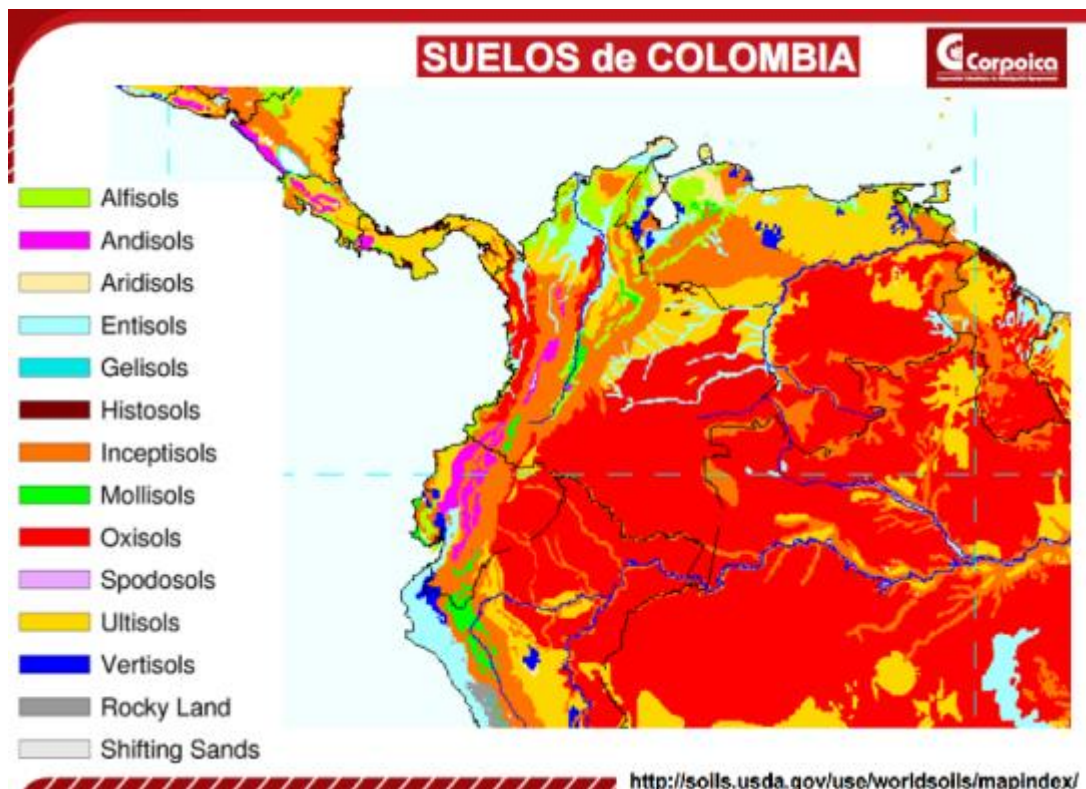 SUELOS de COLOMBIA
Corpoica
Alfisols
Andisols
Aridisols
Entisols
Gelisols
Histosols
Inceptisols
Mollisols
Oxisols
Spodosols
Ultisols
Vertisols
Rocky Land
Shifting Sands
http://soils.usda.gov/use/worldsoils/mapindex/